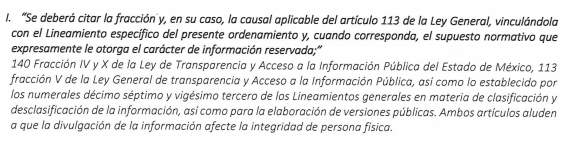 I. "Se deberá citar la fracción y, en su caso, la causal aplicable del artículo 113 de la Ley General, vinculándola
con el Lineamiento específico del presente ordenamiento y, cuando corresponda, el supuesto normativo que
expresamente le otorga el carácter de información reservada;"
140 Fracción IV y X de la Ley de Transparencia y Acceso a la Información Pública del Estado de México, 113
fracción V de la Ley General de transparencia y Acceso a la Información Pública, así como lo establecido por
los numerales décimo séptimo y vigésimo tercero de los Lineamientos generales en materia de clasificación y
desclasificación de la información, así como para la elaboración de versiones públicas. Ambos artículos aluden
a que la divulgación de la información afecte la integridad de persona física.